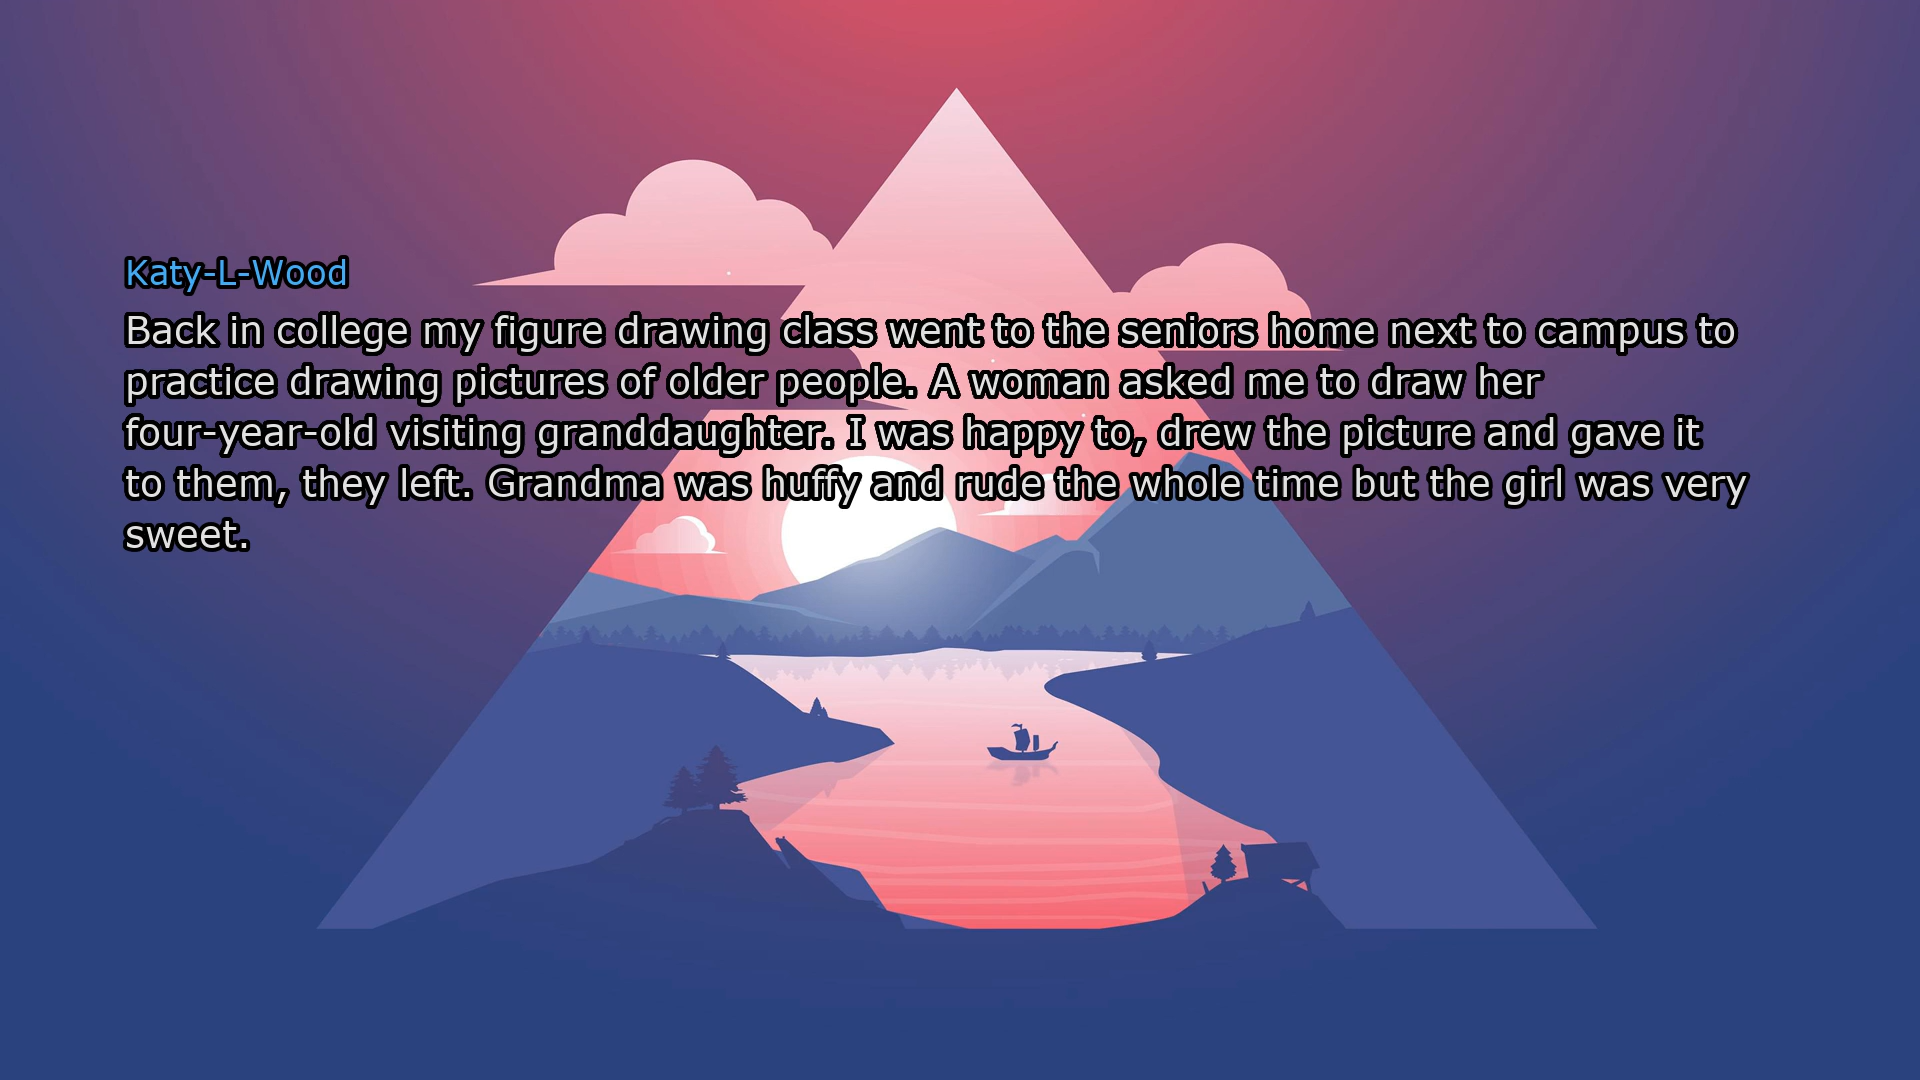 Katy-L-Wood
Back in college my figure drawing class went to the seniors home next to campus to
practice drawing pictures of older people. A woman asked me to draw her
four-year-old visiting granddaughter. I was happy to, drew the picture and gave it
to them, they left. Grandma was huffy and rude the whole time but the girl was very
sweet.